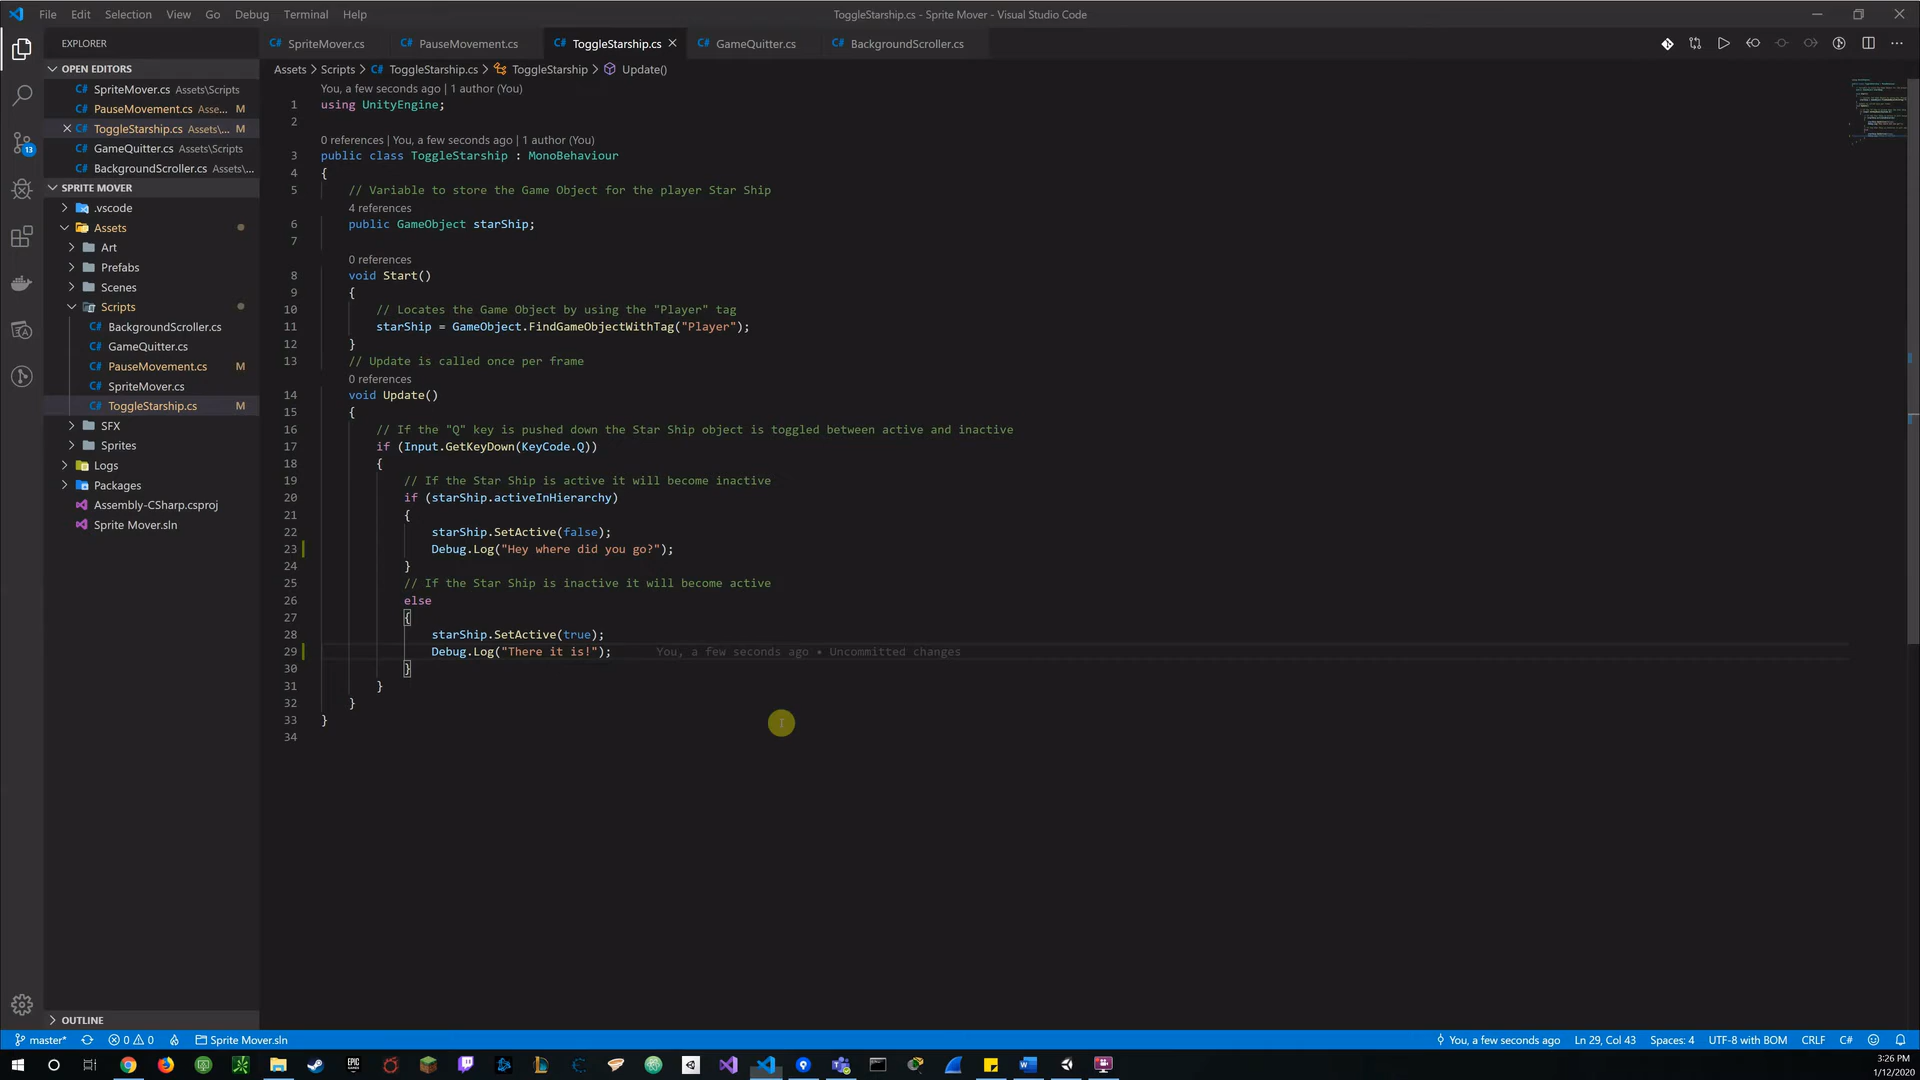 File Edit Selection View Go Debug Terminal Help
ToggleStarship.cs - Sprite Mover - Visual Studio Code
EXPLORER
SpriteMover.cs PauseMovement.cs ToggleStarship.cs GameQuitter.cs BackgroundScroller.cs
OPEN EDITORS
SpriteMover.cs Assets\Scripts
PauseMovement.cs Asse... M
ToggleStarship.cs Assets\... M
GameQuitter.cs Assets\Scripts
BackgroundScroller.cs Assets\...
SPRITE MOVER
.vscode
Assets
Art
Prefabs
Scenes
Scripts
BackgroundScroller.cs
GameQuitter.cs
PauseMovement.cs M
SpriteMover.cs
ToggleStarship.cs M
SFX
Sprites
Logs
Packages
Assembly-CSharp.csproj
Sprite Mover.sln
OUTLINE
13
Assets > Scripts > C# ToggleStarship.cs > ToggleStarship > Update()
You, a few seconds ago | 1 author (You)
1 using UnityEngine;
2
0 references | You, a few seconds ago | 1 author (You)
3 public class ToggleStarship : MonoBehaviour
4 {
5 // Variable to store the Game Object for the player Star Ship
4 references
6 public GameObject starShip;
7
0 references
8 void Start()
9 {
10 // Locates the Game Object by using the "Player" tag
11 starShip = GameObject.FindGameObjectWithTag("Player");
12 }
13 // Update is called once per frame
0 references
14 void Update()
15 {
16 // If the "Q" key is pushed down the Star Ship object is toggled between active and inactive
17 if (Input.GetKeyDown(KeyCode.Q))
18 {
19 // If the Star Ship is active it will become inactive
20 if (starShip.activeInHierarchy)
21 {
22 starShip.SetActive(false);
23 Debug.Log("Hey where did you go?");
24 }
25 // If the Star Ship is inactive it will become active
26 else
27 {
28 starShip.SetActive(true);
29 Debug.Log("There it is!"); You, a few seconds ago • Uncommitted changes
30 }
31 }
32 }
33 }
34
master* 0 0 Sprite Mover.sln
You, a few seconds ago Ln 29, Col 43 Spaces: 4 UTF-8 with BOM CRLF C#
3:26 PM
1/12/2020